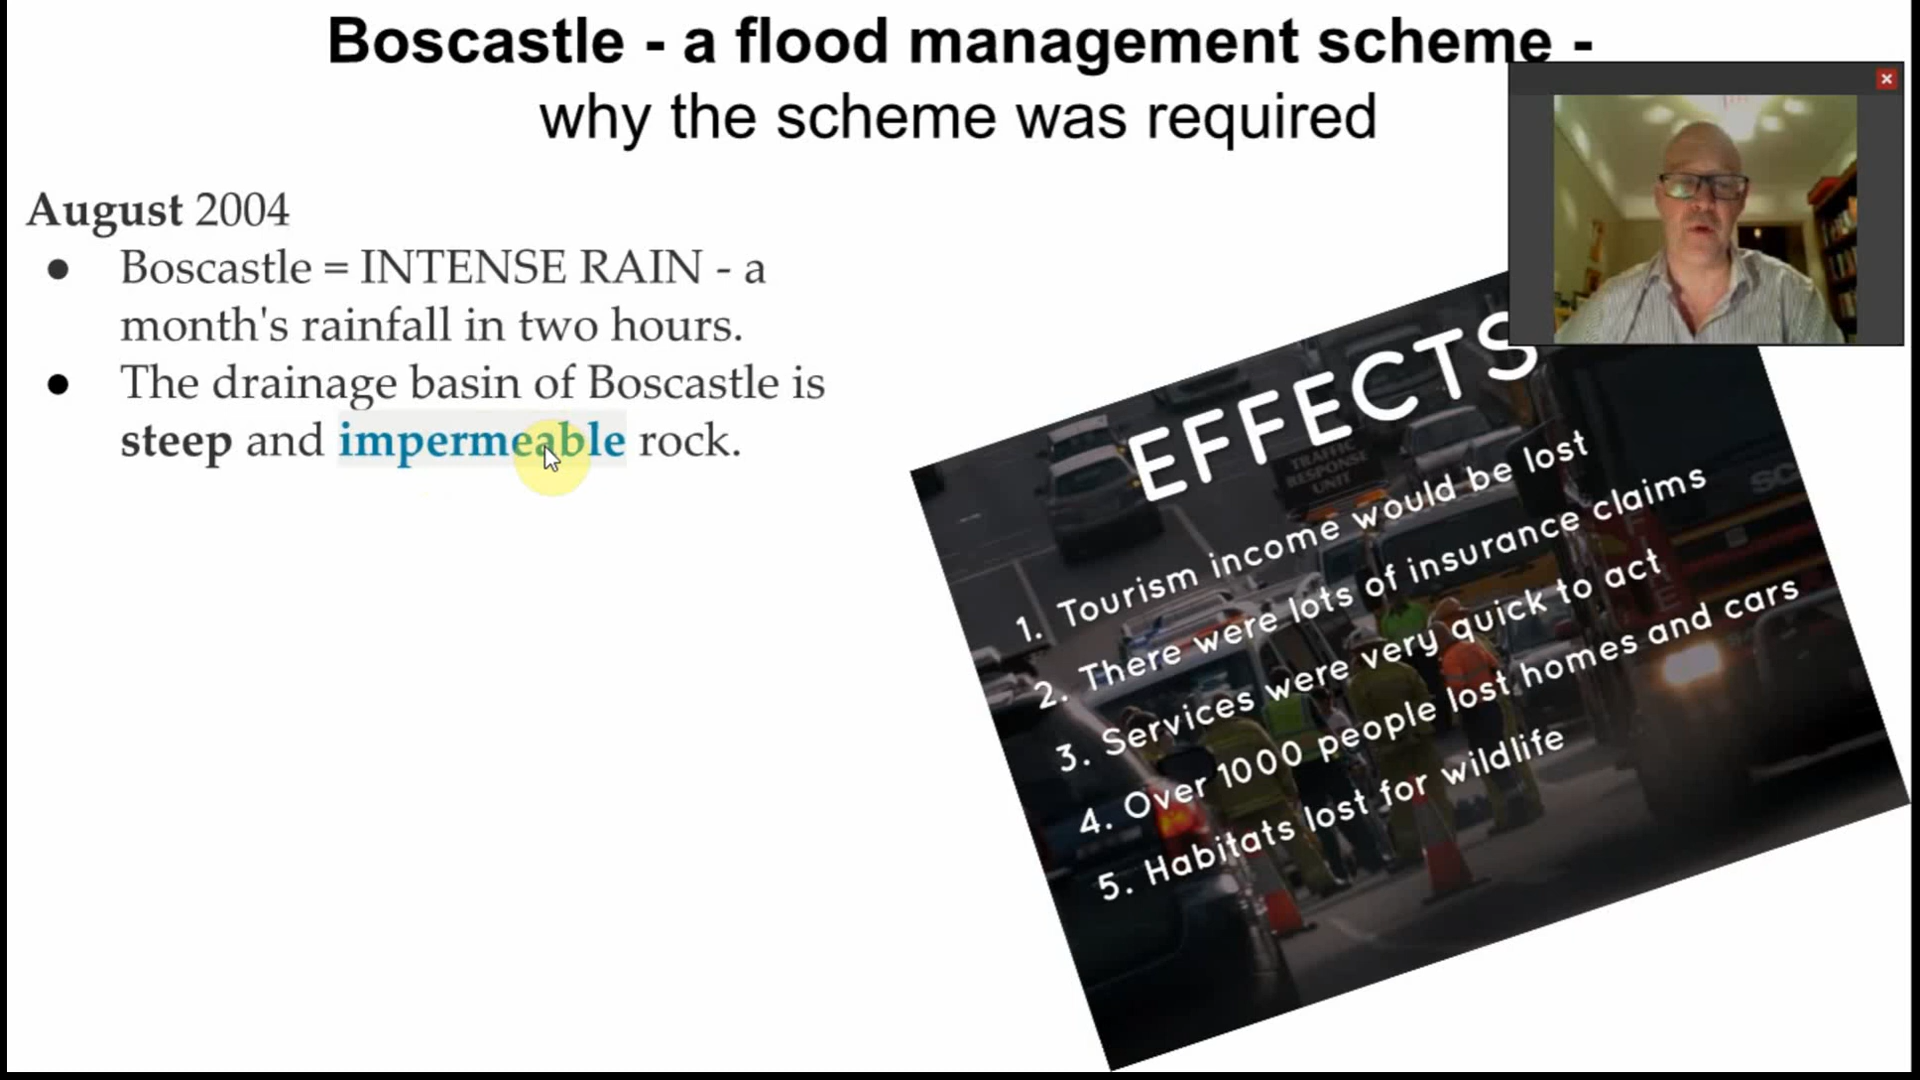 Boscastle - a flood management scheme -
why the scheme was required
August 2004
● Boscastle = INTENSE RAIN - a
month's rainfall in two hours.
● The drainage basin of Boscastle is
steep and impermeable rock.
EFFECTS
TRAFFIC
RESPONSE
UNIT
1. Tourism income would be lost
2. There were lots of insurance claims
3. Services were very quick to act
4. Over 1000 people lost homes and cars
5. Habitats lost for wildlife